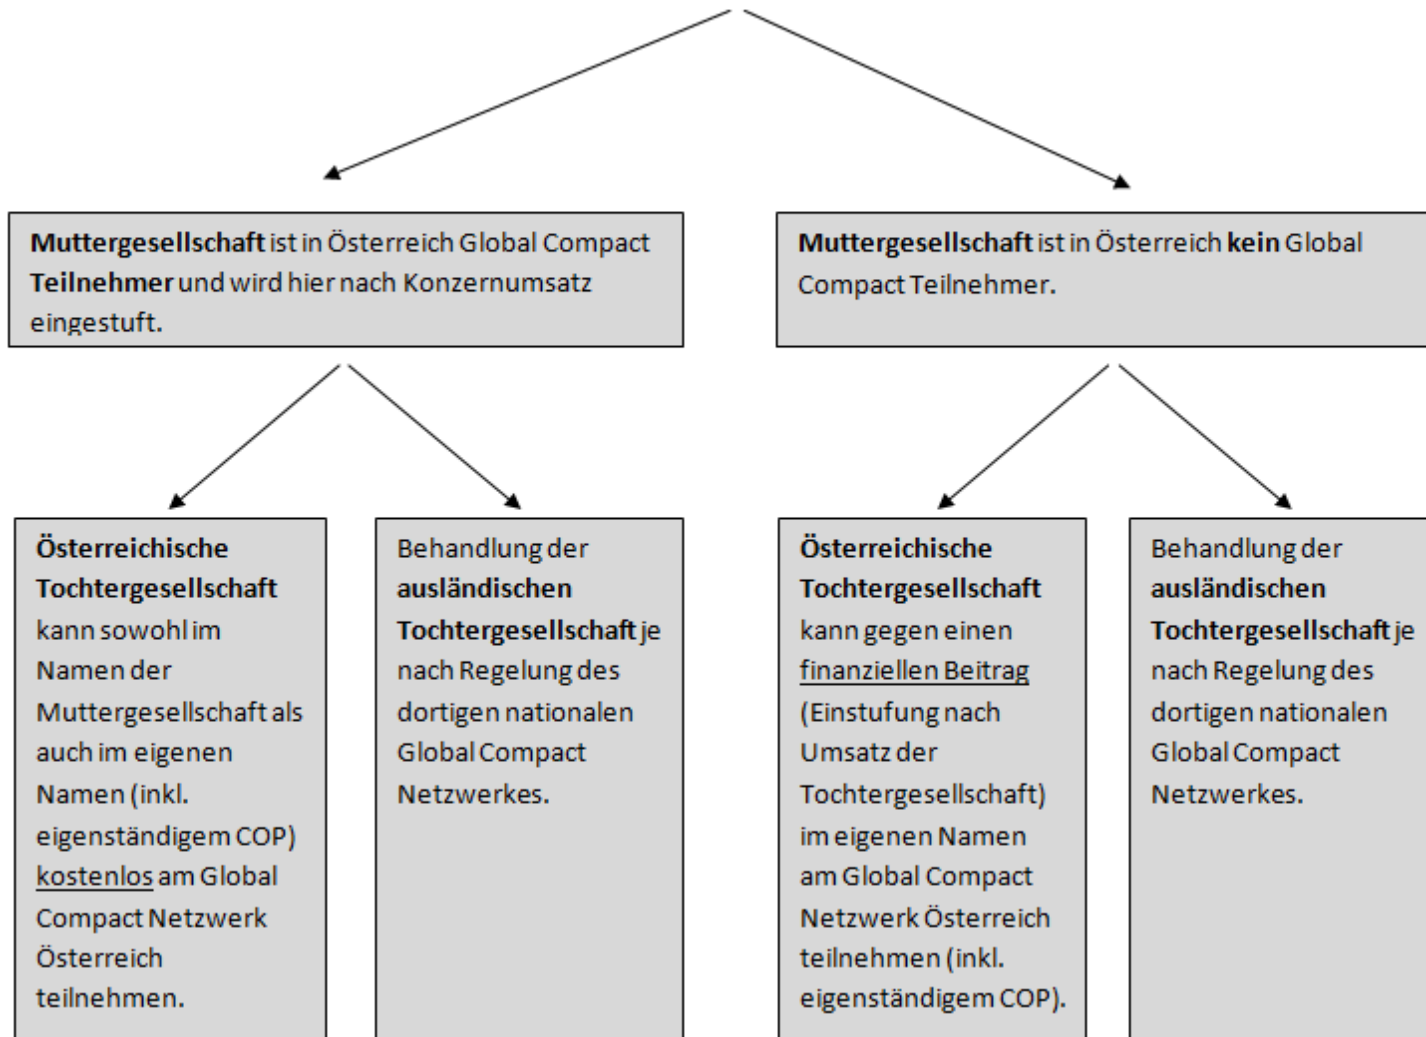 Muttergesellschaft ist in Österreich Global Compact
Teilnehmer und wird hier nach Konzernumsatz
eingestuft.
Muttergesellschaft ist in Österreich kein Global
Compact Teilnehmer.
Österreichische
Tochtergesellschaft
kann sowohl im
Namen der
Muttergesellschaft als
auch im eigenen
Namen (inkl.
eigenständigem COP)
kostenlos am Global
Compact Netzwerk
Österreich
teilnehmen.
Behandlung der
ausländischen
Tochtergesellschaft je
nach Regelung des
dortigen nationalen
Global Compact
Netzwerkes.
Österreichische
Tochtergesellschaft
kann gegen einen
finanziellen Beitrag
(Einstufung nach
Umsatz der
Tochtergesellschaft)
im eigenen Namen
am Global Compact
Netzwerk Österreich
teilnehmen (inkl.
eigenständigem COP).
Behandlung der
ausländischen
Tochtergesellschaft je
nach Regelung des
dortigen nationalen
Global Compact
Netzwerkes.